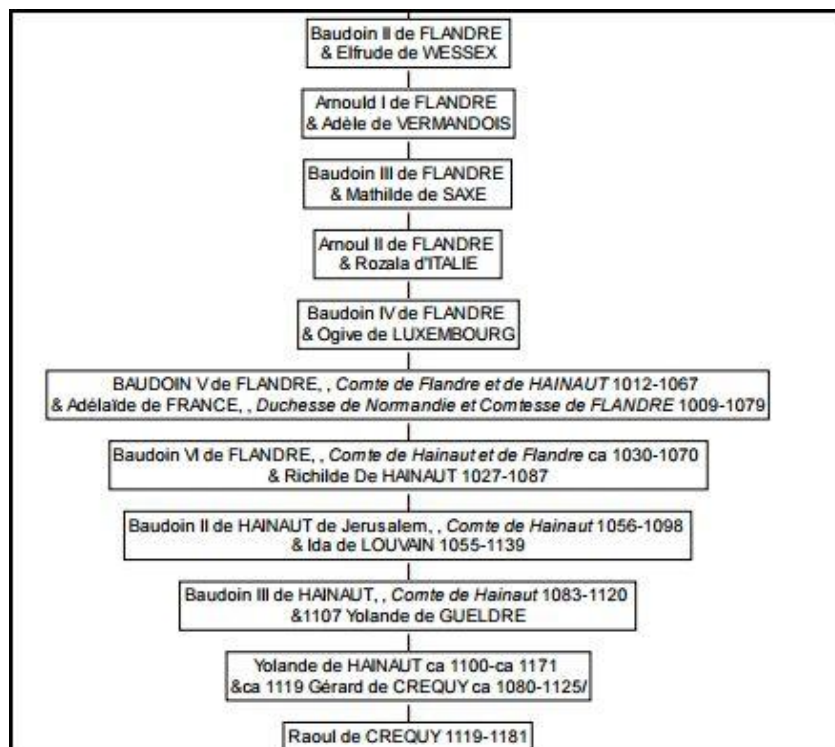 Baudoin II de FLANDRE
& Elfrude de WESSEX
Arnould I de FLANDRE
& Adèle de VERMANDOIS
Baudoin III de FLANDRE
& Mathilde de SAXE
Arnoul II de FLANDRE
& Rozala d'ITALIE
Baudoin IV de FLANDRE
& Ogive de LUXEMBOURG
BAUDOIN V de FLANDRE, , Comte de Flandre et de HAINAUT 1012-1067
& Adélaïde de FRANCE, , Duchesse de Normandie et Comtesse de FLANDRE 1009-1079
Baudoin VI de FLANDRE, , Comte de Hainaut et de Flandre ca 1030-1070
& Richilde De HAINAUT 1027-1087
Baudoin II de HAINAUT de Jerusalem, , Comte de Hainaut 1056-1098
& Ida de LOUVAIN 1055-1139
Baudoin III de HAINAUT, , Comte de Hainaut 1083-1120
&1107 Yolande de GUELDRE
Yolande de HAINAUT ca 1100-ca 1171
&ca 1119 Gérard de CREQUY ca 1080-1125/
Raoul de CREQUY 1119-1181